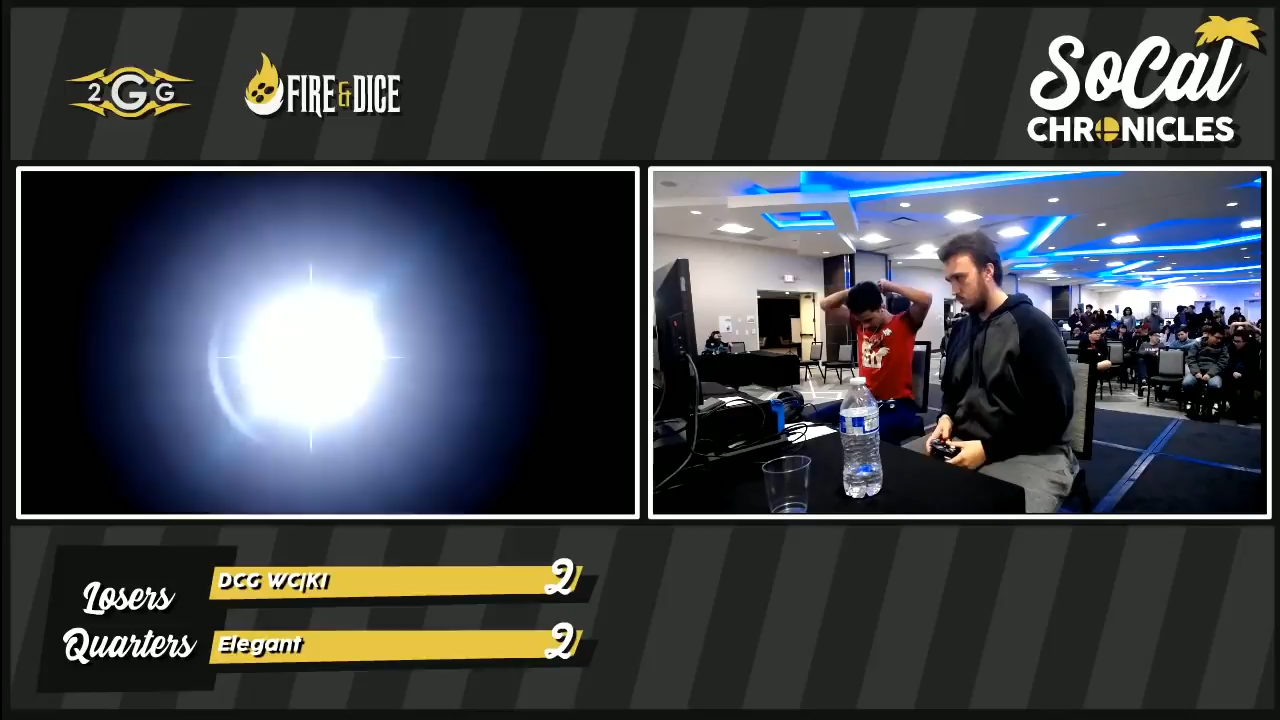 2GG
FIRE&DICE
SoCal
CHRONICLES
Losers
Quarters
DCG WC|KI 2
Elegant 2